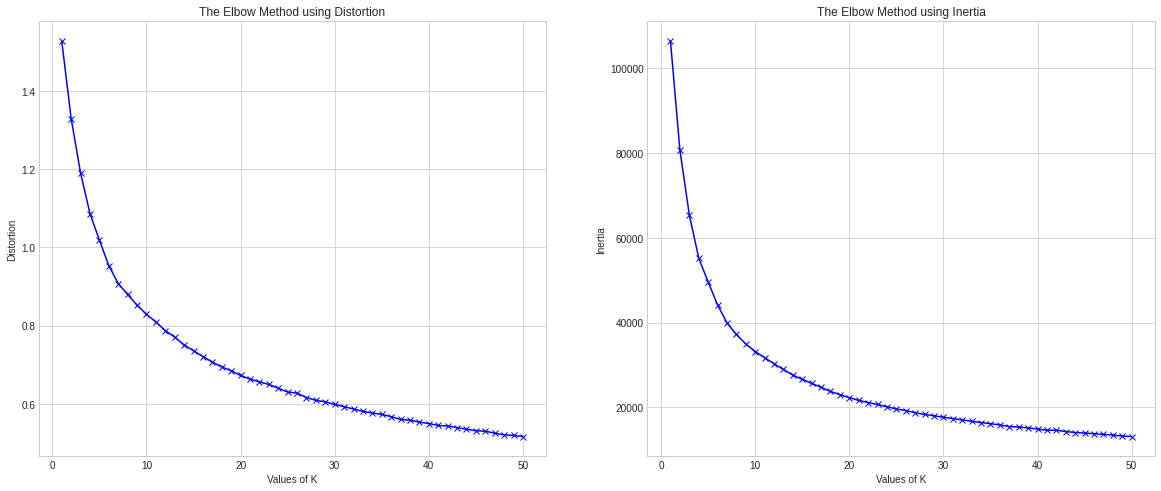 The Elbow Method using Distortion
1.4
1.2
1.0
0.8
0.6
Distortion
0 10 20 30 40 50
Values of K
The Elbow Method using Inertia
100000
80000
60000
40000
20000
Inertia
0 10 20 30 40 50
Values of K